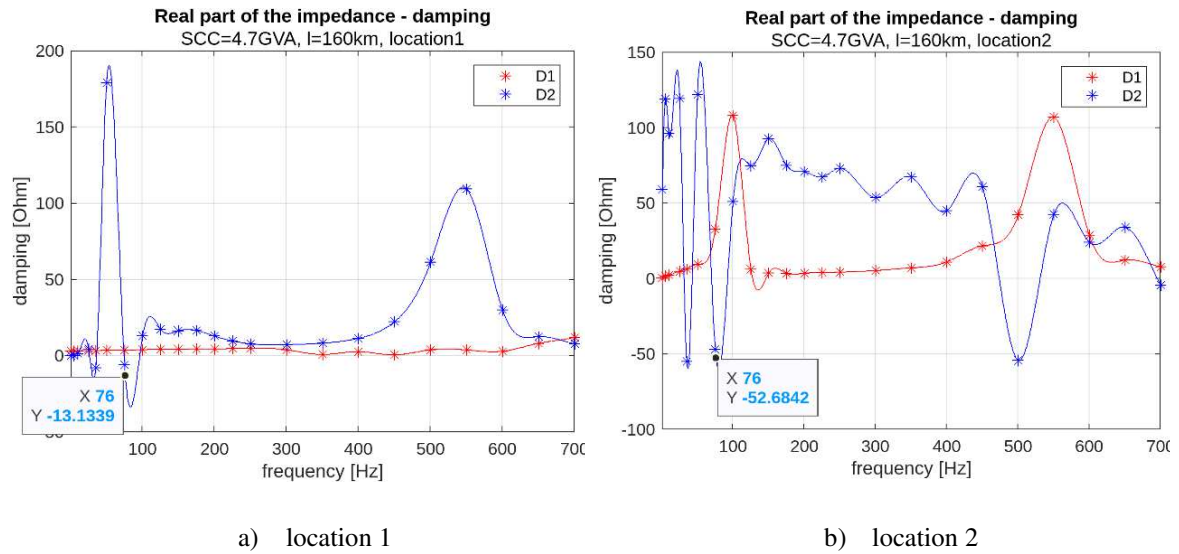 Real part of the impedance - damping
SCC=4.7GVA, l=160km, location1
200
150
100
50
0
damping [Ohm]
D1
D2
X 76
Y -13.1339
100
200
300
400
500
600
700
frequency [Hz]
a) location 1
Real part of the impedance - damping
SCC=4.7GVA, l=160km, location2
150
100
50
0
-50
-100
damping [Ohm]
D1
D2
X 76
Y -52.6842
100
200
300
400
500
600
700
frequency [Hz]
b) location 2